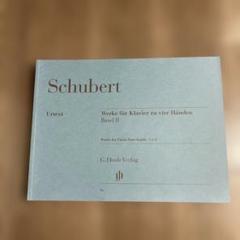 Schubert
Urtext
Werke für Klavier zu vier Händen
Band II
G. Henle Verlag